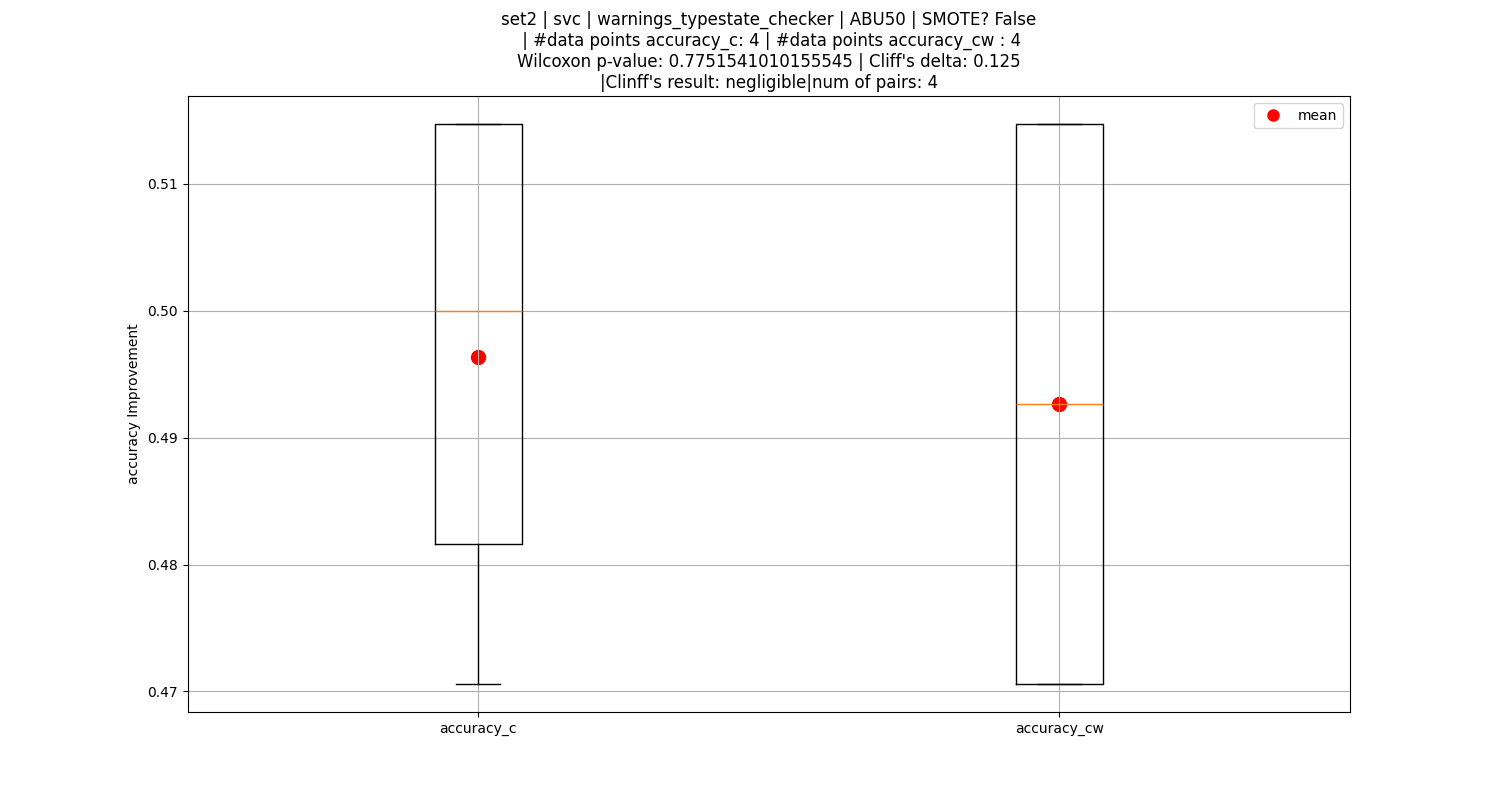 set2 | svc | warnings_typestate_checker | ABU50 | SMOTE? False
| #data points accuracy_c: 4 | #data points accuracy_cw : 4
Wilcoxon p-value: 0.7751541010155545 | Cliff's delta: 0.125
|Clinff's result: negligible|num of pairs: 4
mean
0.51
0.50
0.49
0.48
0.47
accuracy Improvement
accuracy_c
accuracy_cw